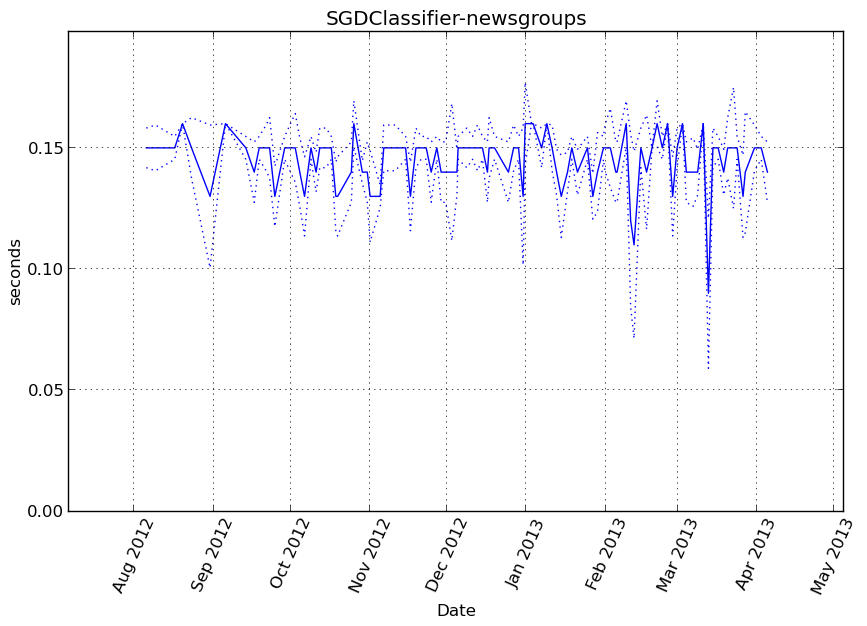 SGDClassifier-newsgroups
seconds
0.15
0.10
0.05
0.00
Aug 2012
Sep 2012
Oct 2012
Nov 2012
Dec 2012
Jan 2013
Feb 2013
Mar 2013
Apr 2013
May 2013
Date